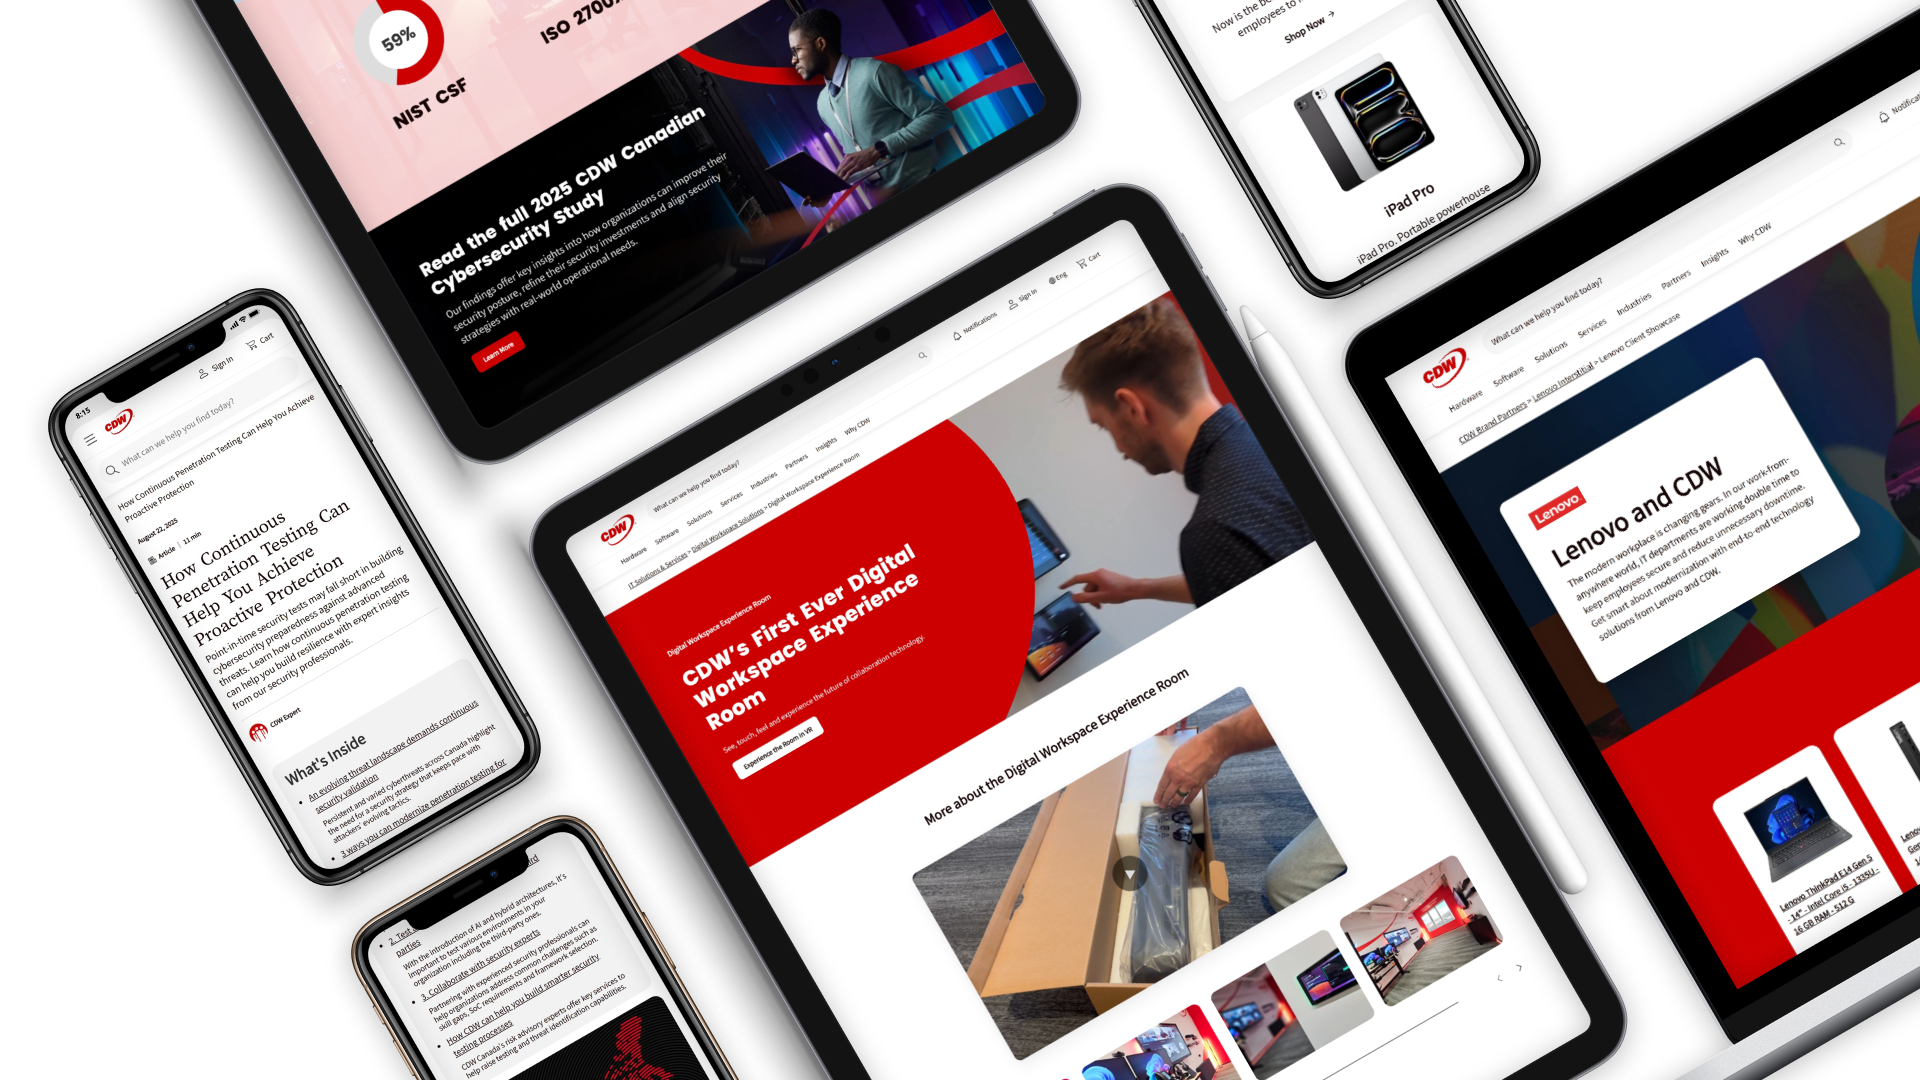 59%
NIST CSF
ISO 2700
Read the full 2025 CDW Canadian
Cybersecurity Study
Our findings offer key insights into how organizations can improve their
security posture, refine their security investments and align security
strategies with real-world operational needs.
Learn More
Now is the be
employees to
Shop Now →
iPad Pro
iPad Pro. Portable powerhouse
8:15
CDW
Sign In
Cart
What can we help you find today?
How Continuous Penetration Testing Can Help You Achieve
Proactive Protection
August 22, 2025
Article | 11 min
How Continuous
Penetration Testing Can
Help You Achieve
Proactive Protection
Point-in-time security tests may fall short in building
cybersecurity preparedness against advanced
threats. Learn how continuous penetration testing
can help you build resilience with expert insights
from our security professionals.
CDW Expert
What's Inside
• An evolving threat landscape demands continuous
security validation
Persistent and varied cyberthreats across Canada highlight
the need for a security strategy that keeps pace with
attackers' evolving tactics.
• 3 ways you can modernize penetration testing for
rd
• 2. Test
parties
With the introduction of AI and hybrid architectures, it's
important to test various environments in your
organization including the third-party ones.
• 3. Collaborate with security experts
Partnering with experienced security professionals can
help organizations address common challenges such as
skill gaps, SoC requirements and framework selection.
• How CDW can help you build smarter security
testing processes
CDW Canada's risk advisory experts offer key services to
help raise testing and threat identification capabilities.
CDW
What can we help you find today?
Notifications
Sign In
Eng
Cart
Hardware
Software
Solutions
Services
Industries
Partners
Insights
Why CDW
IT Solutions & Services > Digital Workspace Solutions > Digital Workspace Experience Room
Digital Workspace Experience Room
CDW's First Ever Digital
Workspace Experience
Room
See, touch, feel and experience the future of collaboration technology.
Experience the Room in VR
More about the Digital Workspace Experience Room
CDW
What can we help you find today?
Notificat
Hardware
Software
Solutions
Services
Industries
Partners
Insights
Why CDW
CDW Brand Partners > Lenovo Interstitial > Lenovo Client Showcase
Lenovo
Lenovo and CDW
The modern workplace is changing gears. In our work-from-
anywhere world, IT departments are working double time to
keep employees secure and reduce unnecessary downtime.
Get smart about modernization with end-to-end technology
solutions from Lenovo and CDW.
Lenovo ThinkPad E14 Gen 5
- 14" - Intel Core i5 - 1335U -
16 GB RAM - 512 G
Leno
Gen